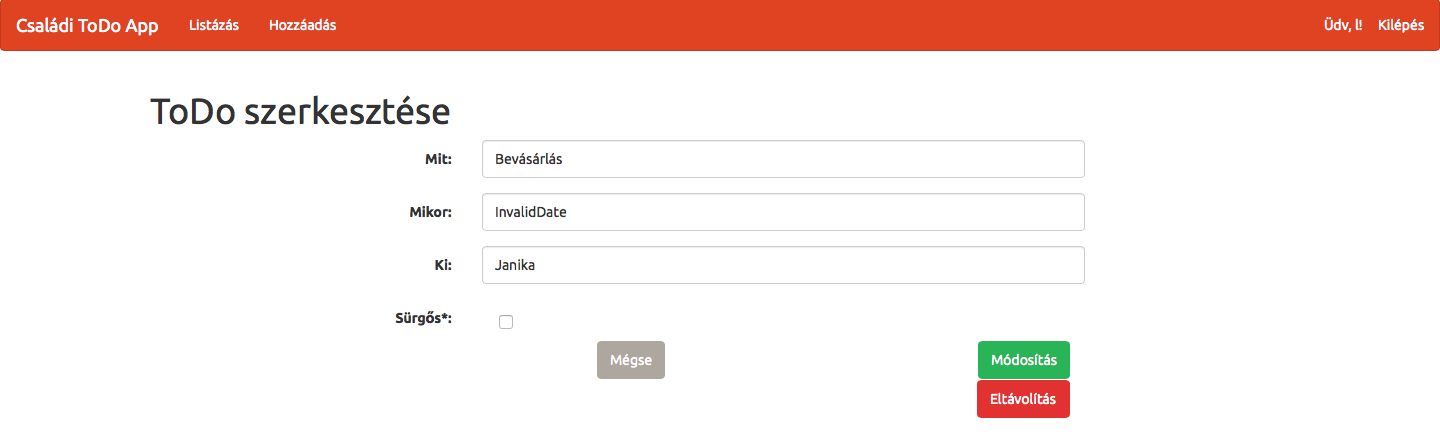 Családi ToDo App Listázás Hozzáadás Üdv, l! Kilépés
ToDo szerkesztése
Mit: Bevásárlás
Mikor: InvalidDate
Ki: Janika
Sürgős*:
Mégse Módosítás
Eltávolítás